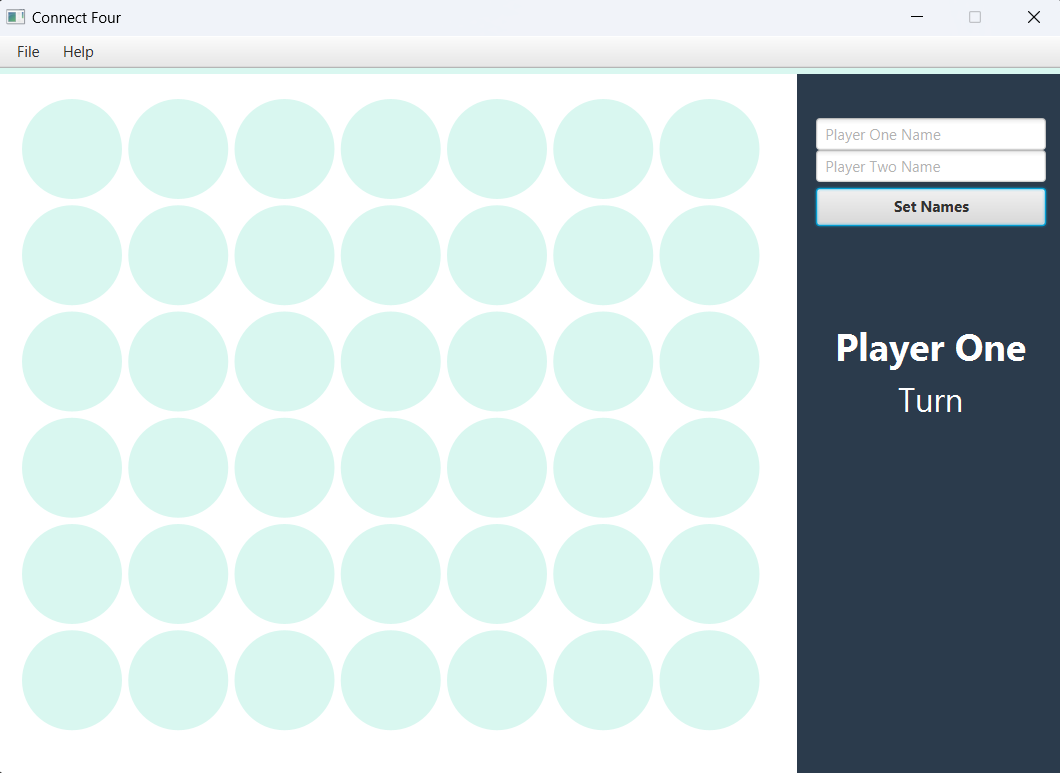 Connect Four
File Help
Player One Name
Player Two Name
Set Names
Player One
Turn